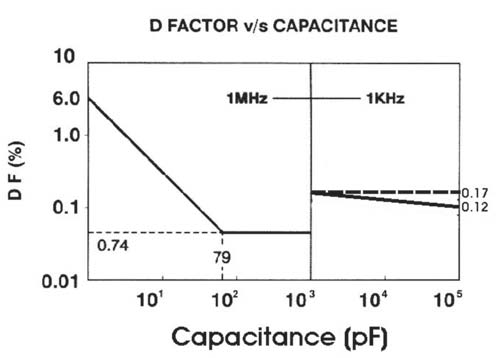 D FACTOR v/s CAPACITANCE
10
6.0
1.0
0.1
0.01
D F (%)
1MHz
1KHz
0.17
0.12
0.74
79
10¹
10²
10³
10⁴
10⁵
Capacitance (pF)